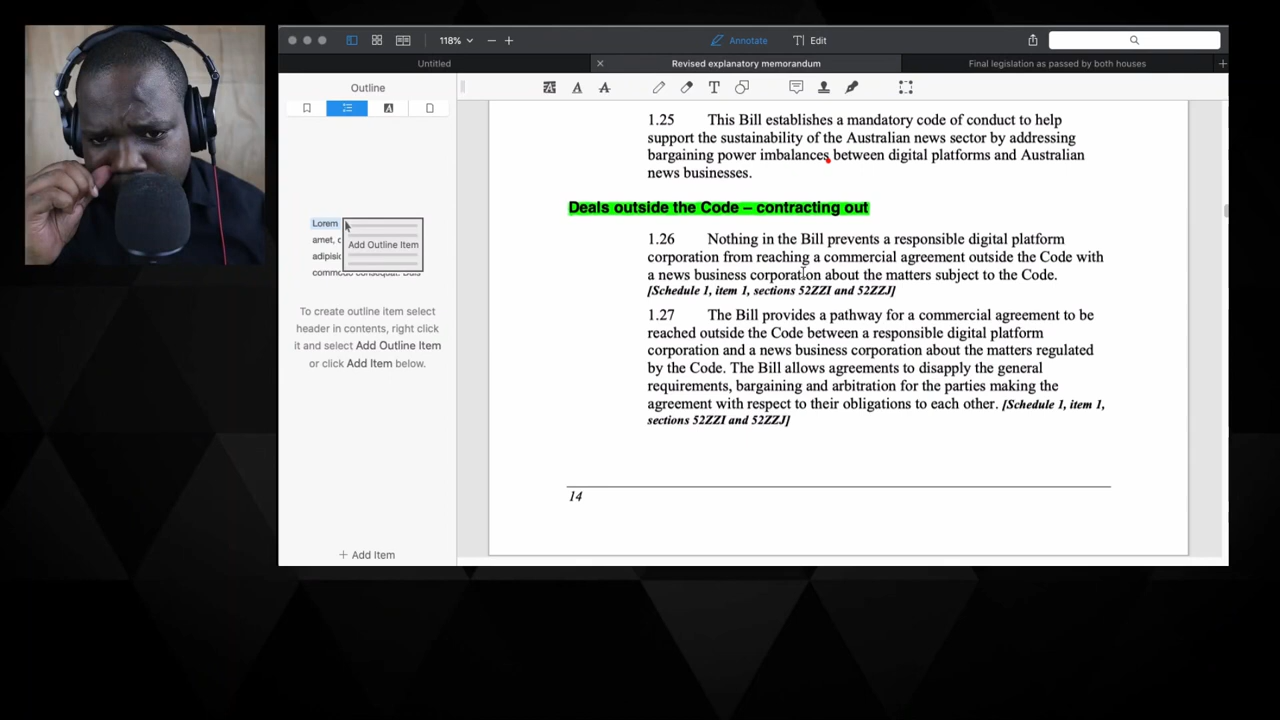 118%
Annotate
Edit
Untitled
Revised explanatory memorandum
Final legislation as passed by both houses
Outline
Lorem
amet, c
adipisic
Add Outline Item
To create outline item select
header in contents, right click
it and select Add Outline Item
or click Add Item below.
+ Add Item
1.25 This Bill establishes a mandatory code of conduct to help
support the sustainability of the Australian news sector by addressing
bargaining power imbalances between digital platforms and Australian
news businesses.
Deals outside the Code – contracting out
1.26 Nothing in the Bill prevents a responsible digital platform
corporation from reaching a commercial agreement outside the Code with
a news business corporation about the matters subject to the Code.
[Schedule 1, item 1, sections 52ZZI and 52ZZJ]
1.27 The Bill provides a pathway for a commercial agreement to be
reached outside the Code between a responsible digital platform
corporation and a news business corporation about the matters regulated
by the Code. The Bill allows agreements to disapply the general
requirements, bargaining and arbitration for the parties making the
agreement with respect to their obligations to each other. [Schedule 1, item 1,
sections 52ZZI and 52ZZJ]
14